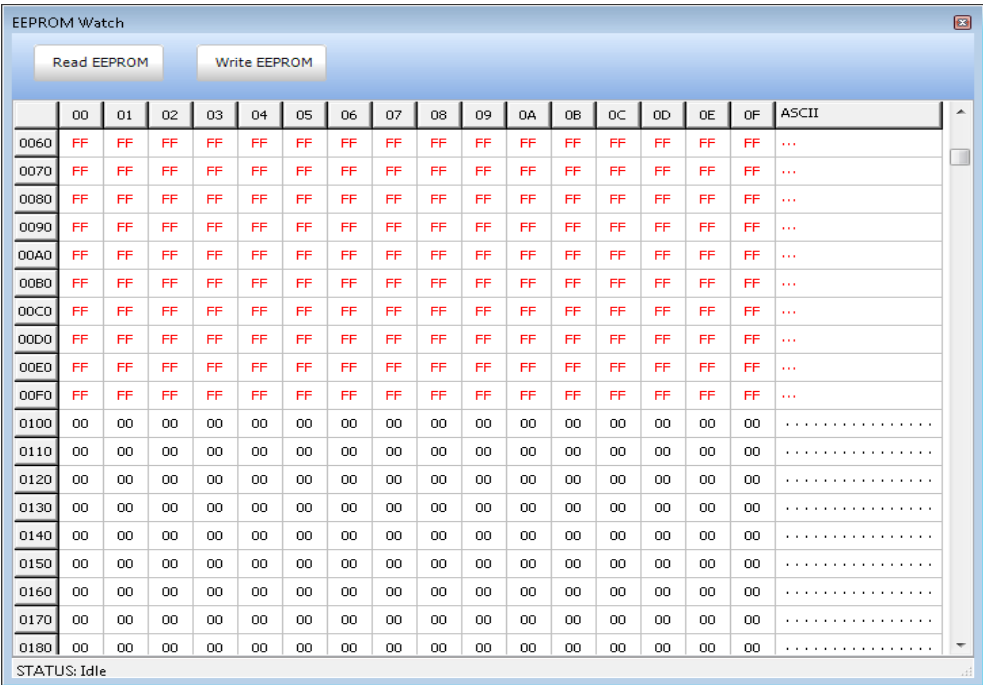 EEPROM Watch
Read EEPROM Write EEPROM
00 01 02 03 04 05 06 07 08 09 0A 0B 0C 0D 0E 0F ASCII
0060 FF FF FF FF FF FF FF FF FF FF FF FF FF FF FF FF ...
0070 FF FF FF FF FF FF FF FF FF FF FF FF FF FF FF FF ...
0080 FF FF FF FF FF FF FF FF FF FF FF FF FF FF FF FF ...
0090 FF FF FF FF FF FF FF FF FF FF FF FF FF FF FF FF ...
00A0 FF FF FF FF FF FF FF FF FF FF FF FF FF FF FF FF ...
00B0 FF FF FF FF FF FF FF FF FF FF FF FF FF FF FF FF ...
00C0 FF FF FF FF FF FF FF FF FF FF FF FF FF FF FF FF ...
00D0 FF FF FF FF FF FF FF FF FF FF FF FF FF FF FF FF ...
00E0 FF FF FF FF FF FF FF FF FF FF FF FF FF FF FF FF ...
00F0 FF FF FF FF FF FF FF FF FF FF FF FF FF FF FF FF ...
0100 00 00 00 00 00 00 00 00 00 00 00 00 00 00 00 00 ................
0110 00 00 00 00 00 00 00 00 00 00 00 00 00 00 00 00 ................
0120 00 00 00 00 00 00 00 00 00 00 00 00 00 00 00 00 ................
0130 00 00 00 00 00 00 00 00 00 00 00 00 00 00 00 00 ................
0140 00 00 00 00 00 00 00 00 00 00 00 00 00 00 00 00 ................
0150 00 00 00 00 00 00 00 00 00 00 00 00 00 00 00 00 ................
0160 00 00 00 00 00 00 00 00 00 00 00 00 00 00 00 00 ................
0170 00 00 00 00 00 00 00 00 00 00 00 00 00 00 00 00 ................
0180 00 00 00 00 00 00 00 00 00 00 00 00 00 00 00 00 ................
STATUS: Idle